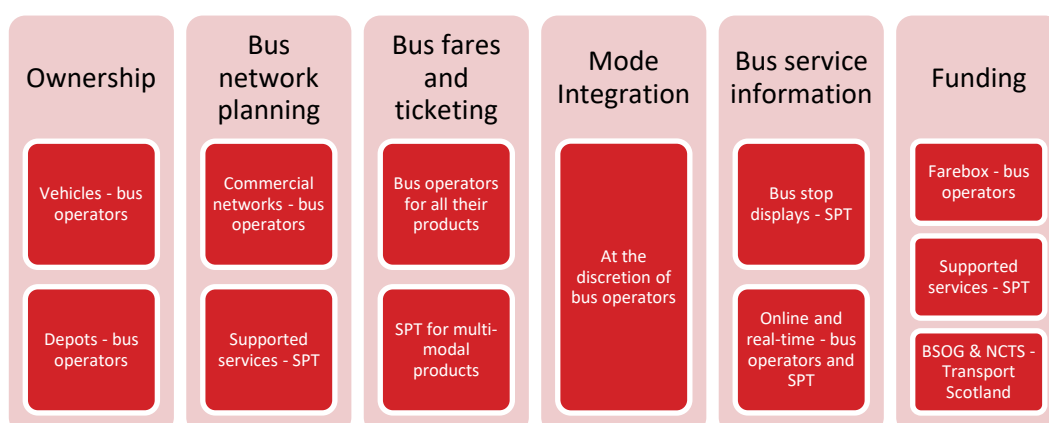 Ownership
Vehicles - bus
operators
Depots - bus
operators
Bus
network
planning
Commercial
networks - bus
operators
Supported
services - SPT
Bus fares
and
ticketing
Bus operators
for all their
products
SPT for multi-
modal
products
Mode
Integration
At the
discretion of
bus operators
Bus service
information
Bus stop
displays - SPT
Online and
real-time - bus
operators and
SPT
Funding
Farebox - bus
operators
Supported
services - SPT
BSOG & NCTS -
Transport
Scotland